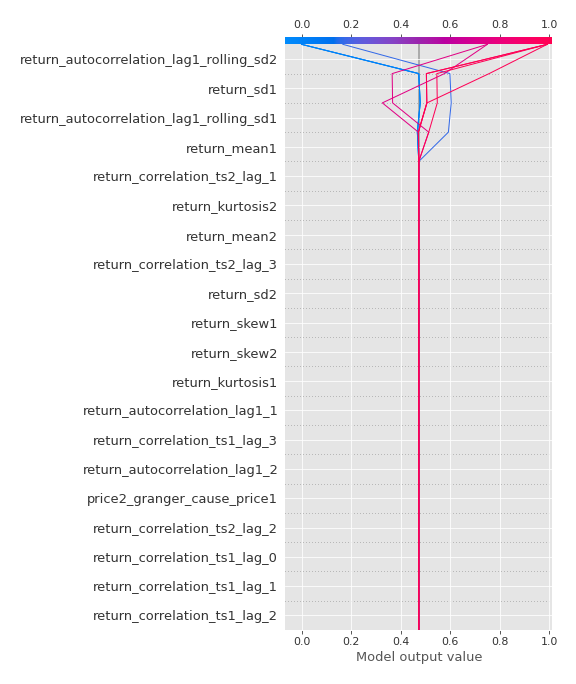 0.0 0.2 0.4 0.6 0.8 1.0
return_autocorrelation_lag1_rolling_sd2
return_sd1
return_autocorrelation_lag1_rolling_sd1
return_mean1
return_correlation_ts2_lag_1
return_kurtosis2
return_mean2
return_correlation_ts2_lag_3
return_sd2
return_skew1
return_skew2
return_kurtosis1
return_autocorrelation_lag1_1
return_correlation_ts1_lag_3
return_autocorrelation_lag1_2
price2_granger_cause_price1
return_correlation_ts2_lag_2
return_correlation_ts1_lag_0
return_correlation_ts1_lag_1
return_correlation_ts1_lag_2
0.0 0.2 0.4 0.6 0.8 1.0
Model output value